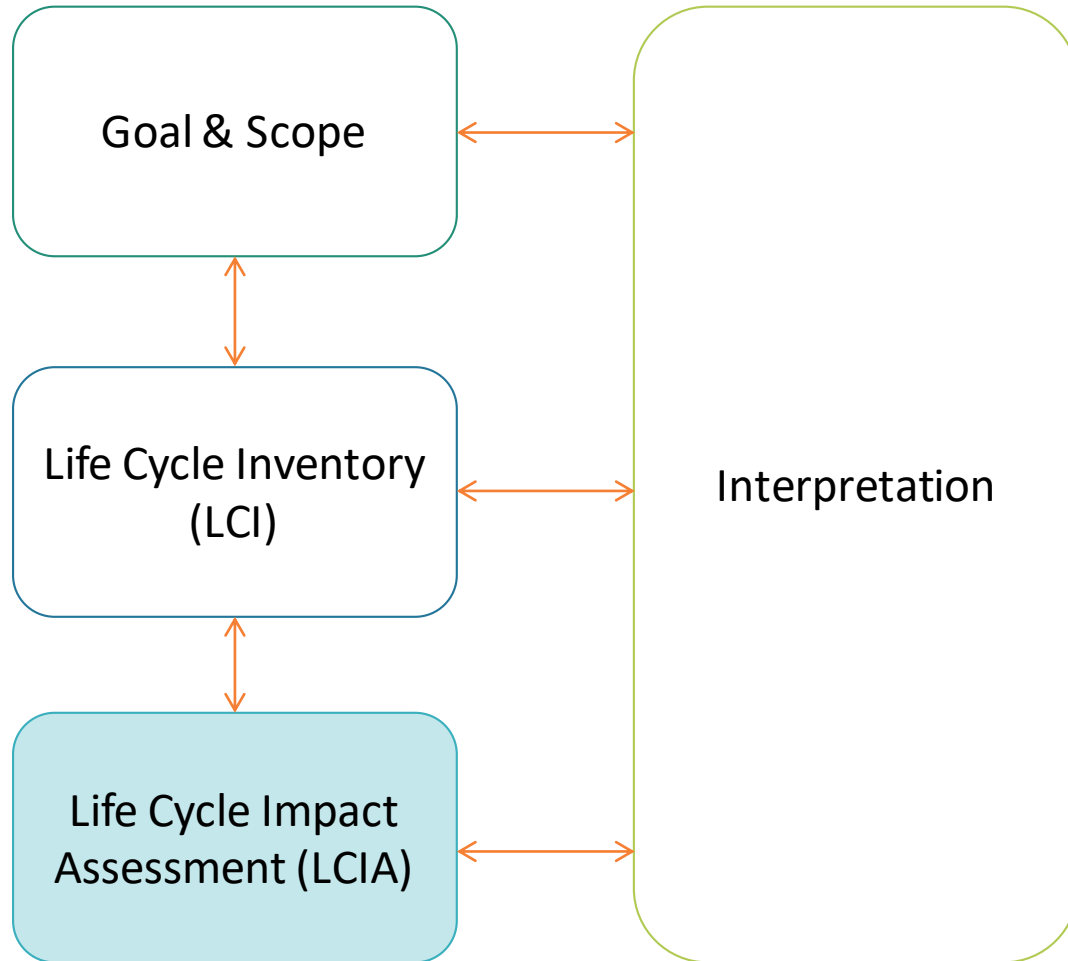 Goal & Scope
Life Cycle Inventory
(LCI)
Interpretation
Life Cycle Impact
Assessment (LCIA)